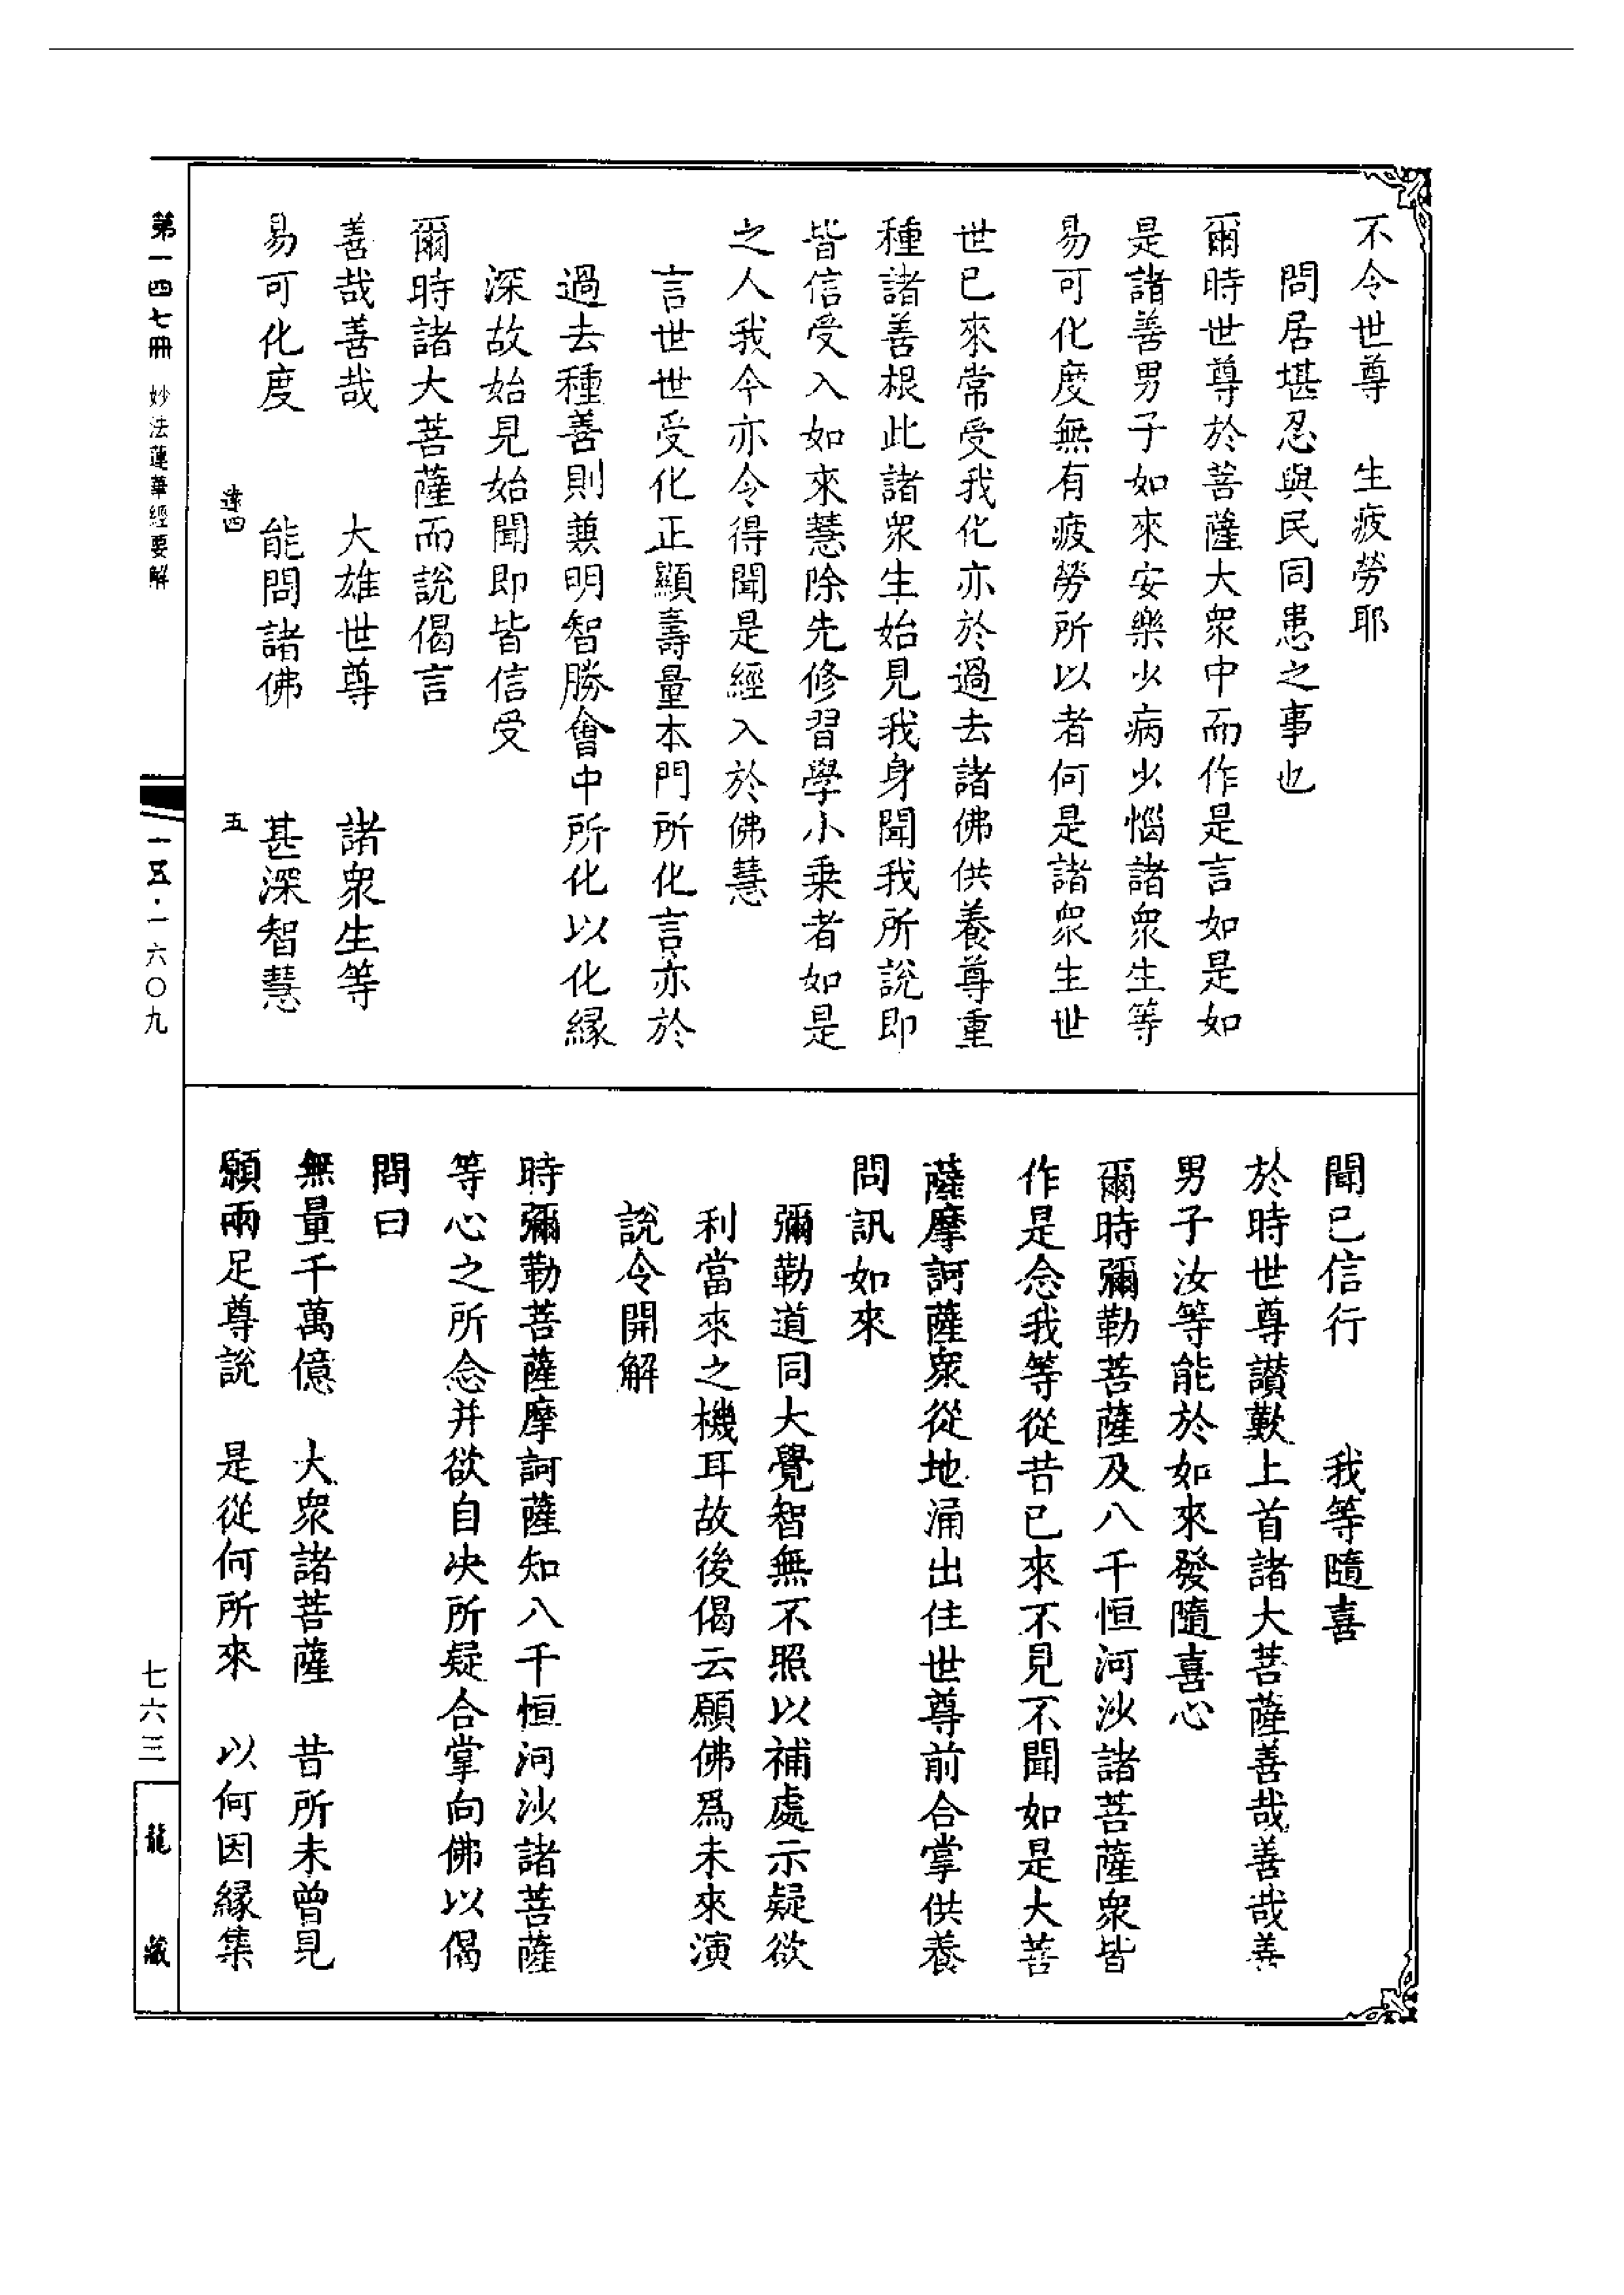 不令世尊　生疲勞耶
問居堪忍與民同患之事也
爾時世尊於菩薩大衆中而作是言如是如
是諸善男子如來安樂少病少惱諸衆生等
易可化度無有疲勞所以者何是諸衆生世
世已來常受我化亦於過去諸佛供養尊重
種諸善根此諸衆生始見我身聞我所說即
皆信受入如來慧除先修習學小乗者如是
之人我今亦令得聞是經入於佛慧
言世世受化正顯壽量本門所化言亦於
過去種善則兼明智勝會中所化以化縁
深故始見始聞即皆信受
爾時諸大菩薩而說偈言
善哉善哉　大雄世尊　諸衆生等
易可化度　能問諸佛　甚深智慧
達四　五
聞已信行　我等隨喜
於時世尊讃歎上首諸大菩薩善哉善哉善
男子汝等能於如來發隨喜心
爾時彌勒菩薩及八千恒河沙諸菩薩衆皆
作是念我等從昔已來不見不聞如是大菩
薩摩訶薩衆從地涌出住世尊前合掌供養
問訊如來
彌勒道同大覺智無不照以補處示疑欲
利當來之機耳故後偈云願佛爲未來演
說令開解
時彌勒菩薩摩訶薩知八千恒河沙諸菩薩
等心之所念并欲自决所疑合掌向佛以偈
問曰
無量千萬億　大衆諸菩薩　昔所未曾見
願兩足尊說　是從何所來　以何因縁集
第一四七冊　妙法蓮華經要解
一五·一六〇九
七六三
龍藏